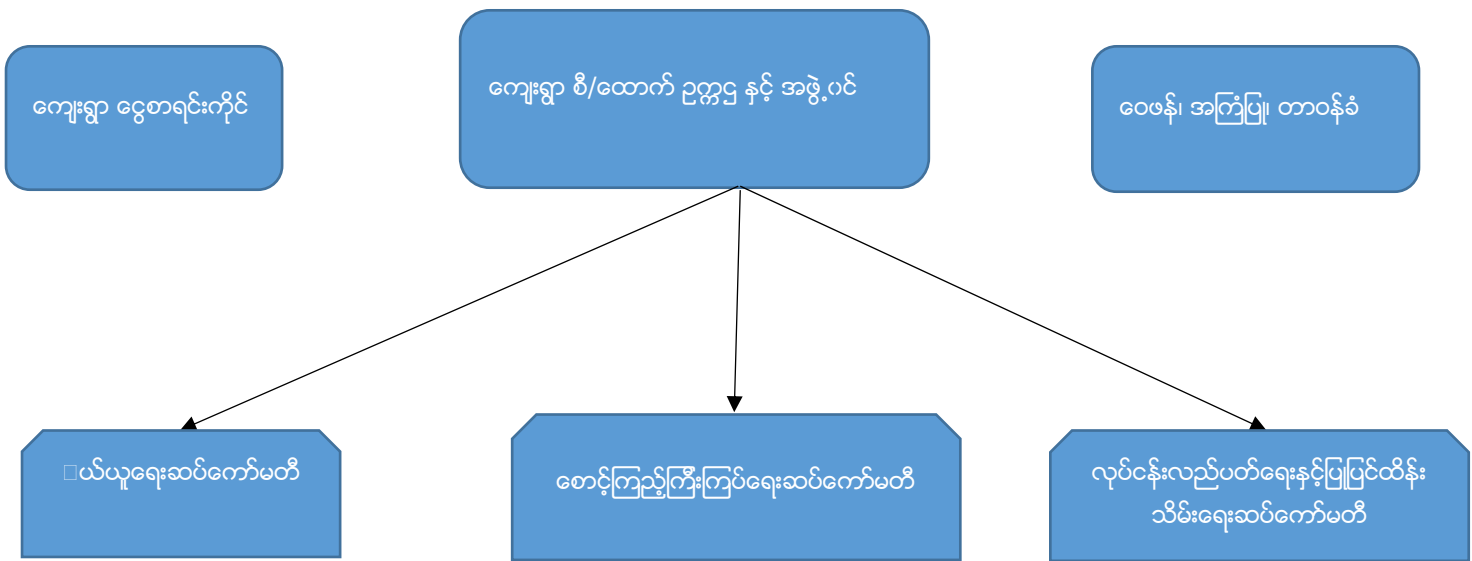 ကျေးရွာ ငွေစာရင်းကိုင်
ကျေးရွာ စီ/ထောက် ဥက္ကဌ နှင့် အဖွဲ့ဝင်
ဝေဖန်၊ အကြံပြု၊ တာဝန်ခံ
ယ်ယူရေးဆပ်ကော်မတီ
စောင့်ကြည့်ကြီးကြပ်ရေးဆပ်ကော်မတီ
လုပ်ငန်းလည်ပတ်ရေးနှင့်ပြုပြင်ထိန်း
သိမ်းရေးဆပ်ကော်မတီ